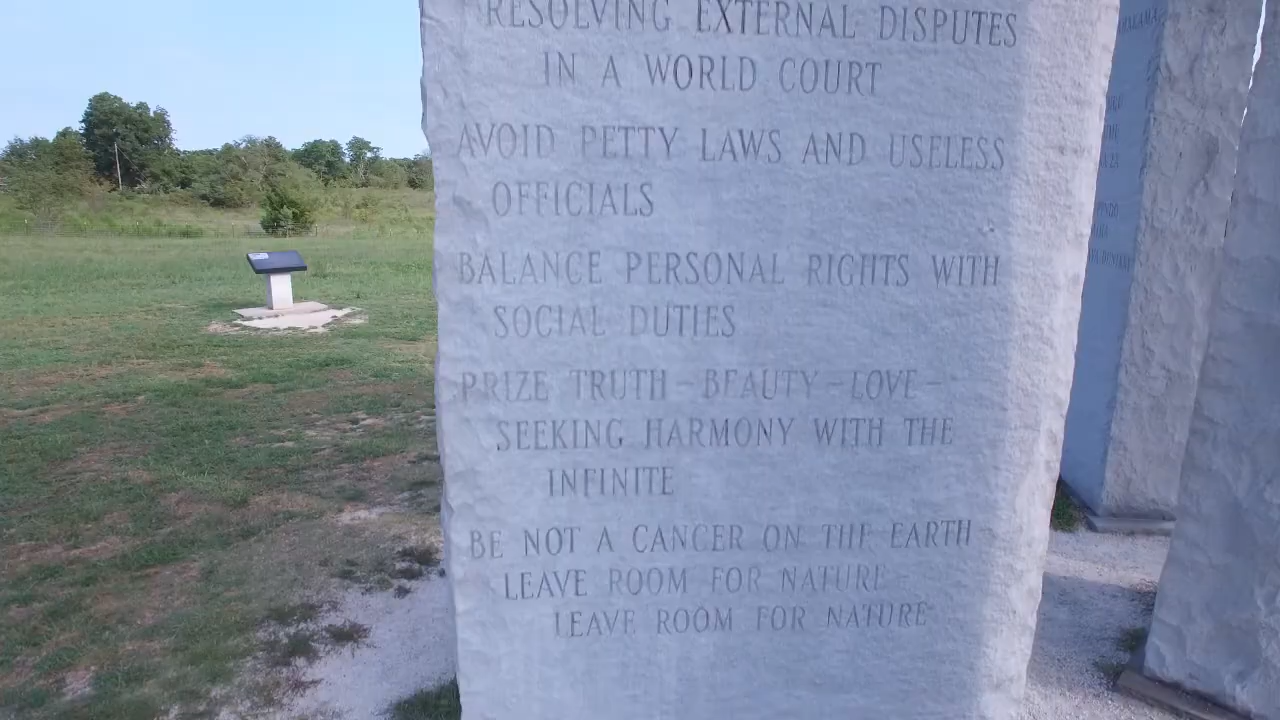 RESOLVING EXTERNAL DISPUTES
IN A WORLD COURT
AVOID PETTY LAWS AND USELESS
OFFICIALS
BALANCE PERSONAL RIGHTS WITH
SOCIAL DUTIES
PRIZE TRUTH – BEAUTY – LOVE –
SEEKING HARMONY WITH THE
INFINITE
BE NOT A CANCER ON THE EARTH –
LEAVE ROOM FOR NATURE –
LEAVE ROOM FOR NATURE